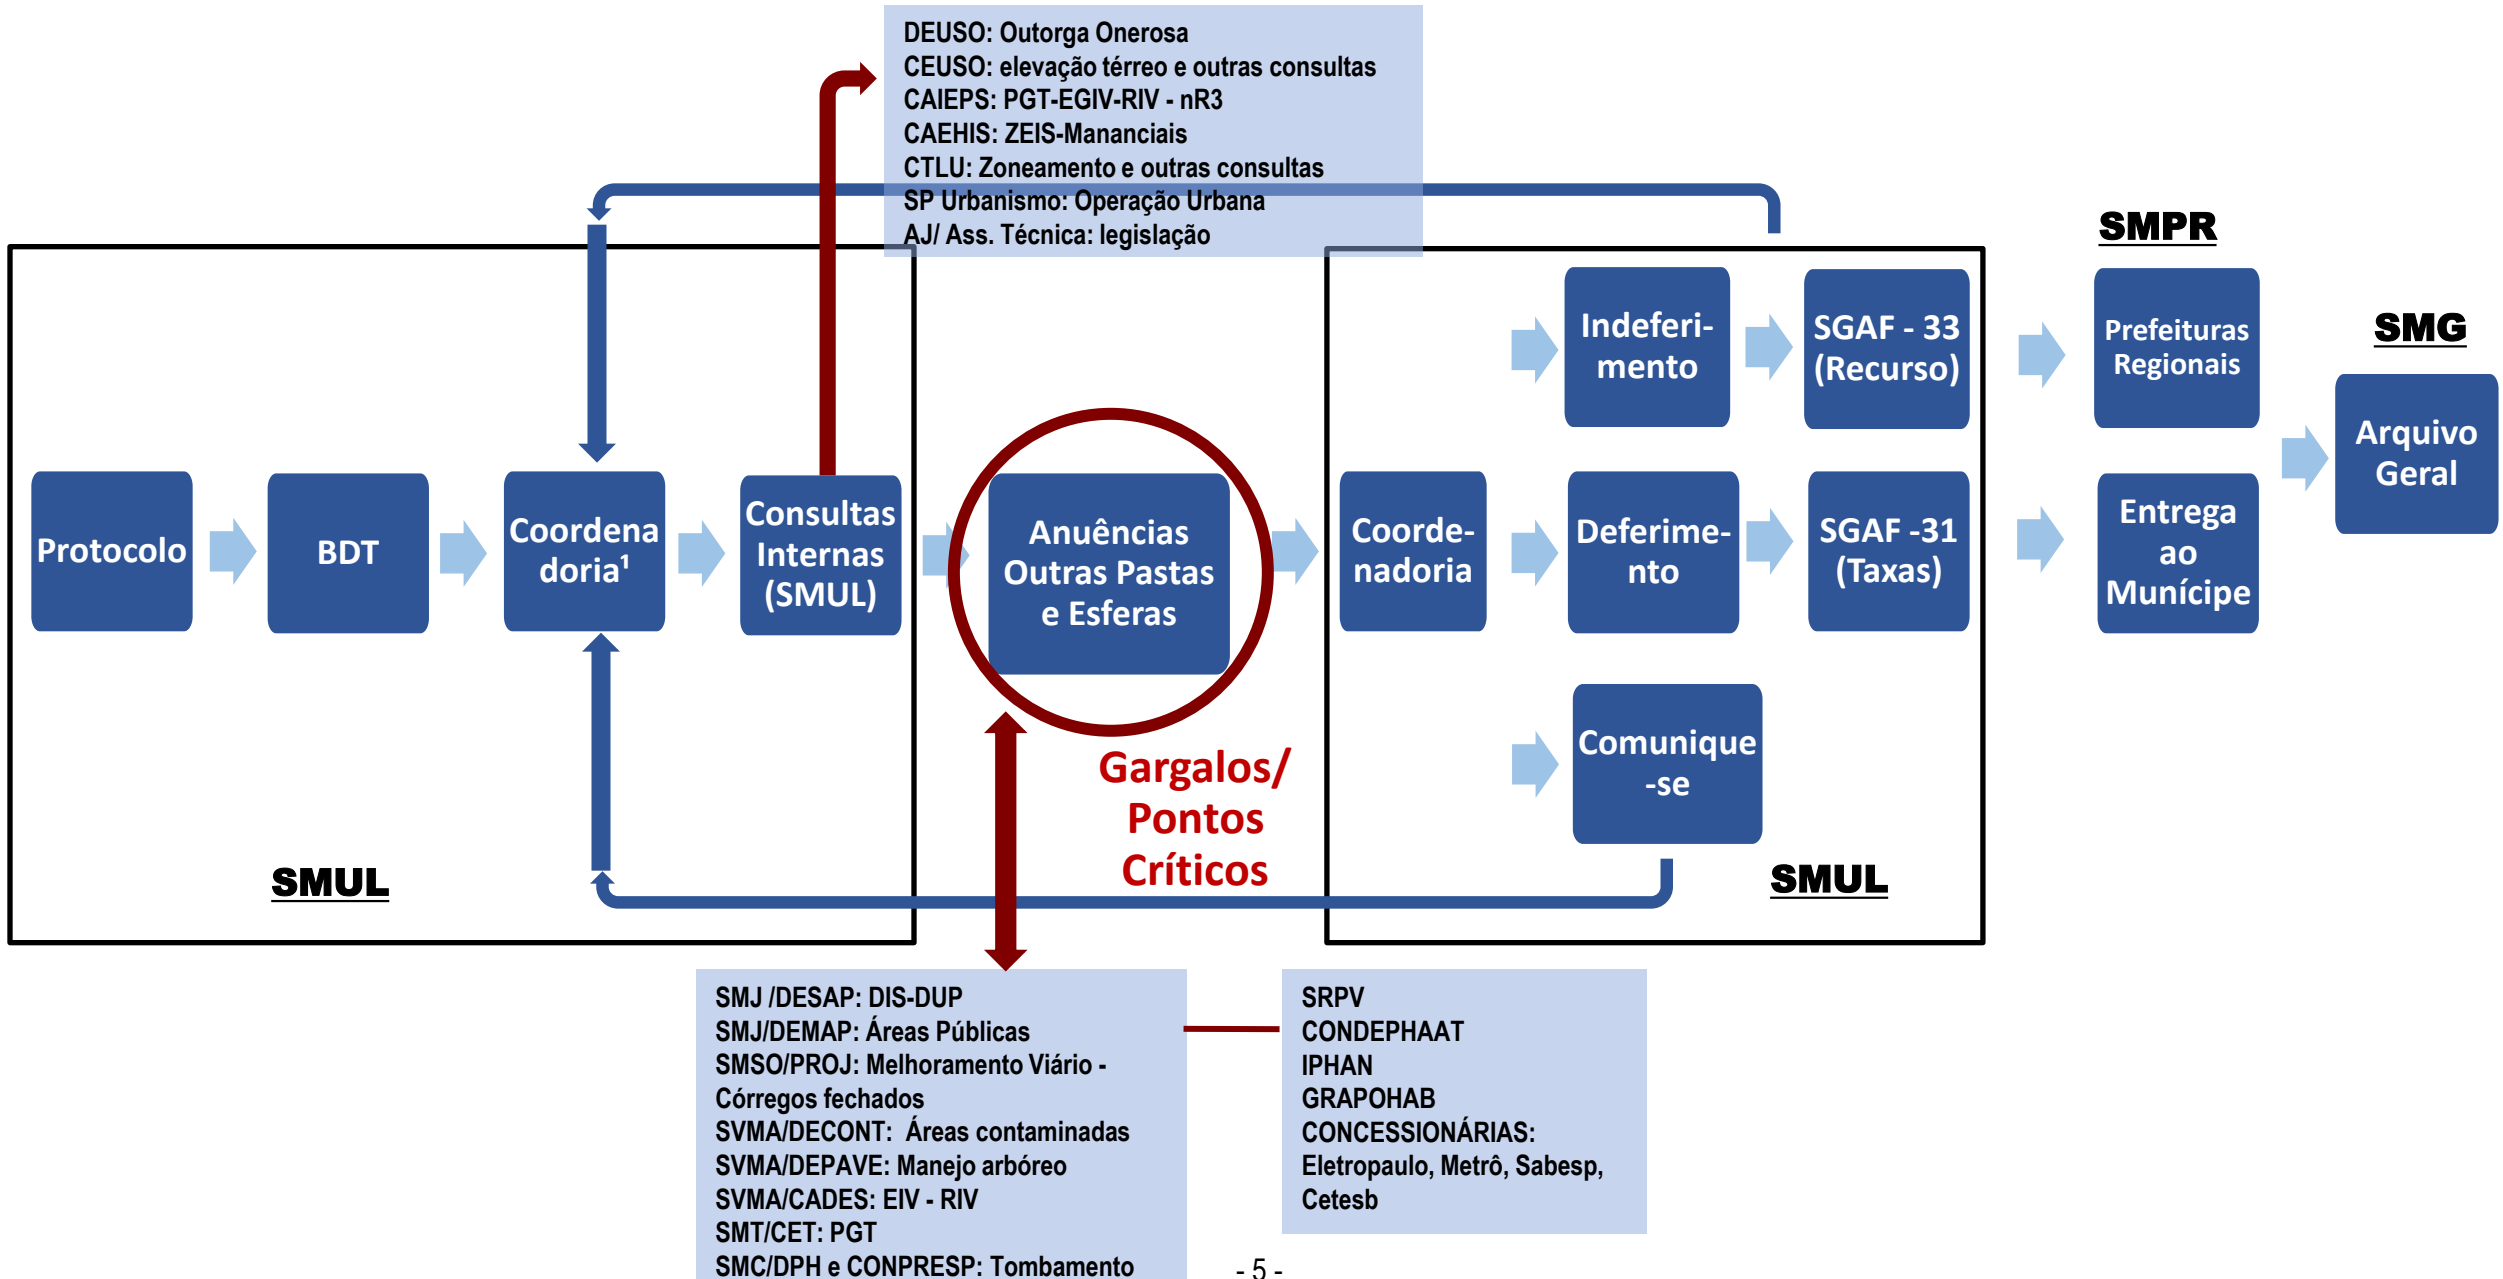 DEUSO: Outorga Onerosa
CEUSO: elevação térreo e outras consultas
CAIEPS: PGT-EGIV-RIV - nR3
CAEHIS: ZEIS-Mananciais
CTLU: Zoneamento e outras consultas
SP Urbanismo: Operação Urbana
AJ/ Ass. Técnica: legislação
Protocolo
BDT
Coordena
doria¹
Consultas
Internas
(SMUL)
SMUL
Anuências
Outras Pastas
e Esferas
Gargalos/
Pontos
Críticos
Coorde-
nadoria
Indeferi-
mento
SGAF - 33
(Recurso)
Deferime-
nto
SGAF -31
(Taxas)
Comunique
-se
SMUL
SMPR
Prefeituras
Regionais
Entrega
ao
Munícipe
SMG
Arquivo
Geral
SMJ /DESAP: DIS-DUP
SMJ/DEMAP: Áreas Públicas
SMSO/PROJ: Melhoramento Viário -
Córregos fechados
SVMA/DECONT:  Áreas contaminadas
SVMA/DEPAVE: Manejo arbóreo
SVMA/CADES: EIV - RIV
SMT/CET: PGT
SMC/DPH e CONPRESP: Tombamento
SRPV
CONDEPHAAT
IPHAN
GRAPOHAB
CONCESSIONÁRIAS:
Eletropaulo, Metrô, Sabesp,
Cetesb
- 5 -